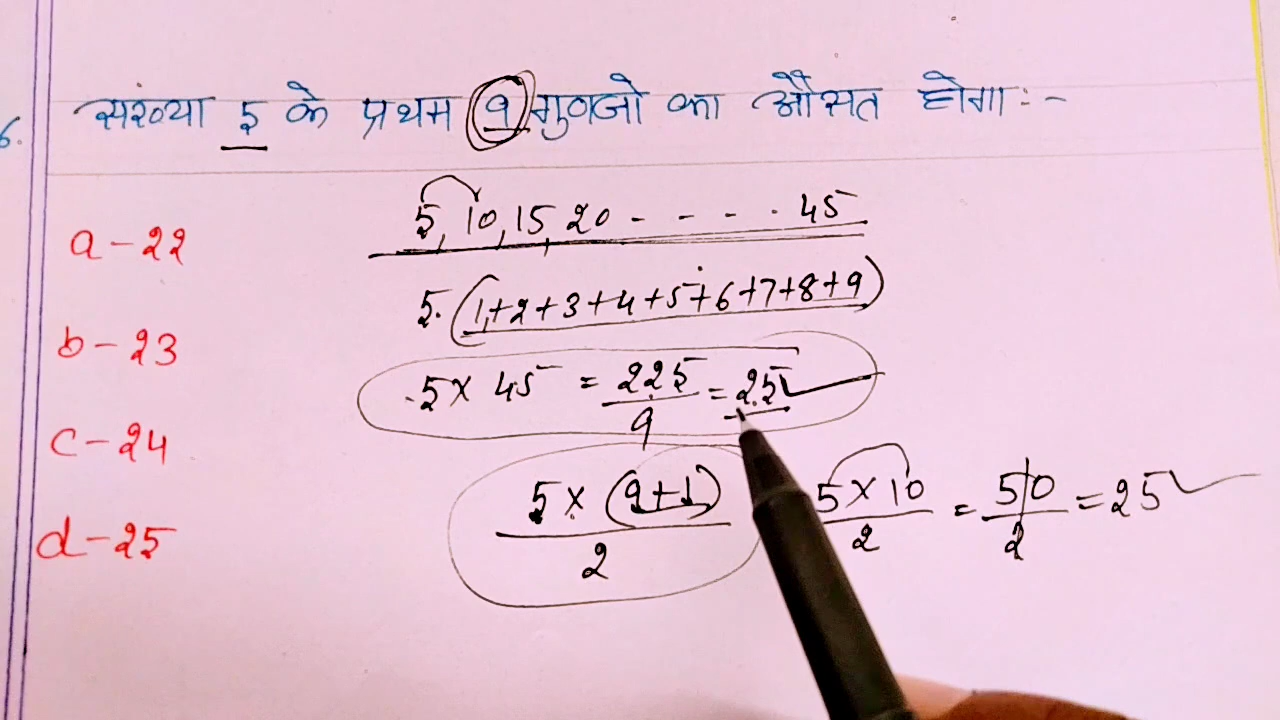 6. संख्या 5 के प्रथम 9 गुणजो का औसत होगा :-
a - 22
b - 23
c - 24
d - 25
5, 10, 15, 20 - - - - . 45
5. (1+2+3+4+5+6+7+8+9)
.5 × 45 = 225/9 = 25
5 × (9+1)/2
5 × 10/2 = 50/2 = 25